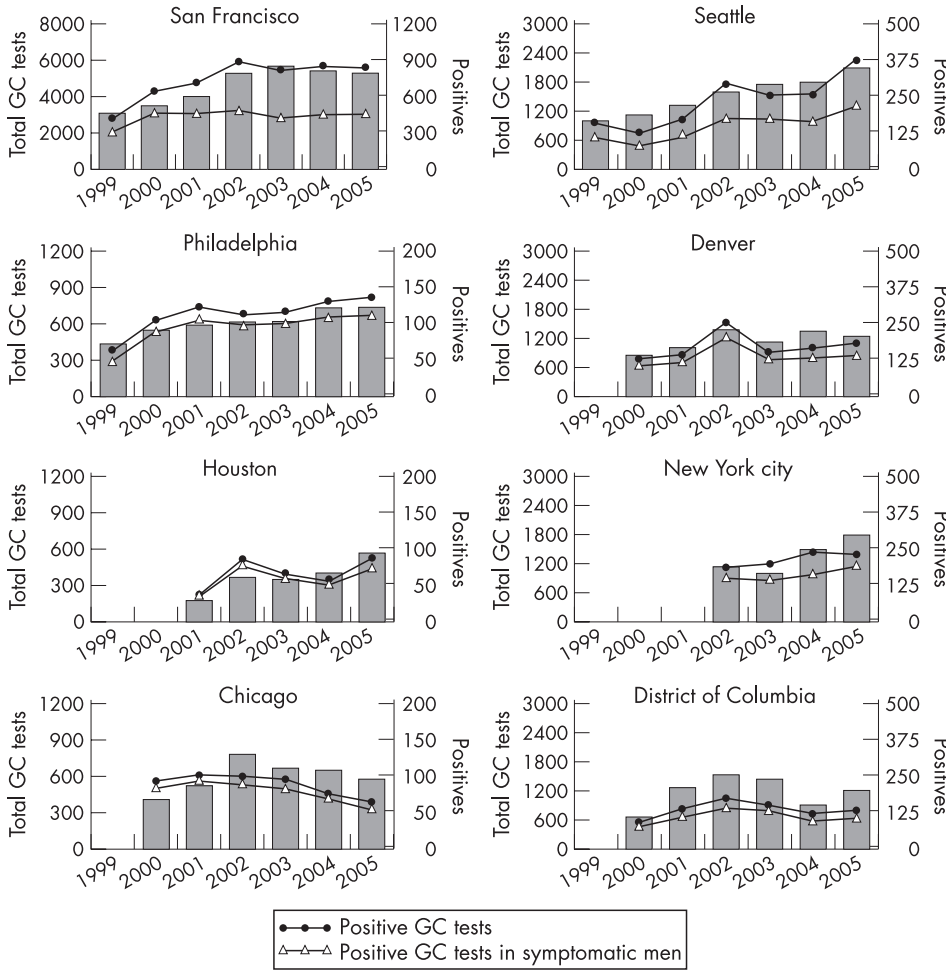 San Francisco
Total GC tests
8000
6000
4000
2000
0
1200
900
600
300
0
Positives
1999 2000 2001 2002 2003 2004 2005
Seattle
Total GC tests
3000
2400
1800
1200
600
0
500
375
250
125
0
Positives
1999 2000 2001 2002 2003 2004 2005
Philadelphia
Total GC tests
1200
900
600
300
0
200
150
100
50
0
Positives
1999 2000 2001 2002 2003 2004 2005
Denver
Total GC tests
3000
2400
1800
1200
600
0
500
375
250
125
0
Positives
1999 2000 2001 2002 2003 2004 2005
Houston
Total GC tests
1200
900
600
300
0
200
150
100
50
0
Positives
1999 2000 2001 2002 2003 2004 2005
New York city
Total GC tests
3000
2400
1800
1200
600
0
500
375
250
125
0
Positives
1999 2000 2001 2002 2003 2004 2005
Chicago
Total GC tests
1200
900
600
300
0
200
150
100
50
0
Positives
1999 2000 2001 2002 2003 2004 2005
District of Columbia
Total GC tests
3000
2400
1800
1200
600
0
500
375
250
125
0
Positives
1999 2000 2001 2002 2003 2004 2005
Positive GC tests
Positive GC tests in symptomatic men